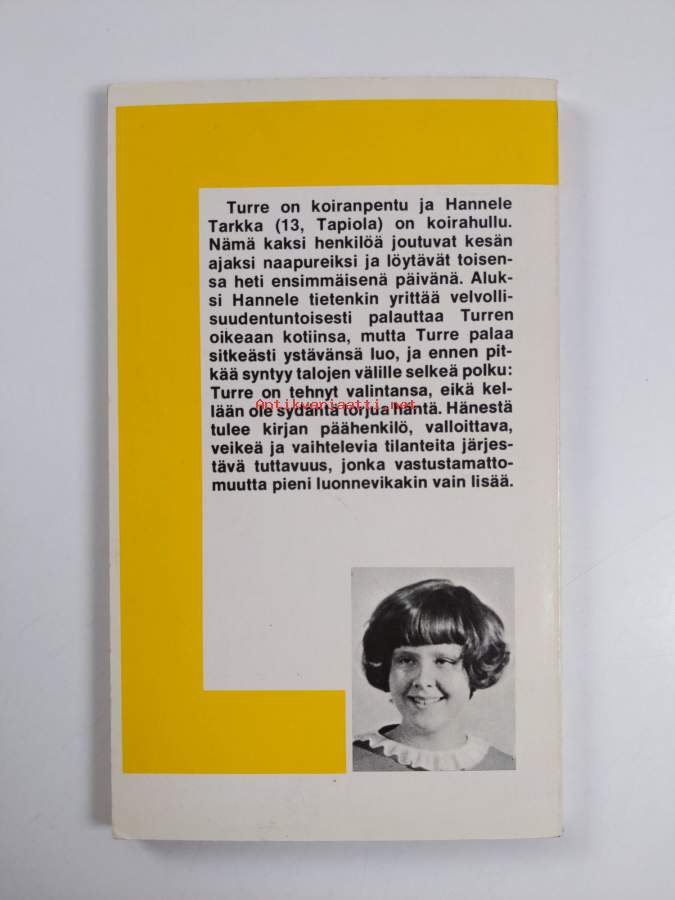 Turre on koiranpentu ja Hannele
Tarkka (13, Tapiola) on koirahullu.
Nämä kaksi henkilöä joutuvat kesän
ajaksi naapureiksi ja löytävät toisen-
sa heti ensimmäisenä päivänä. Aluk-
si Hannele tietenkin yrittää velvolli-
suudentuntoisesti palauttaa Turren
oikeaan kotiinsa, mutta Turre palaa
sitkeästi ystävänsä luo, ja ennen pit-
kää syntyy talojen välille selkeä polku:
Turre on tehnyt valintansa, eikä kel-
Antikvariaatti.net
lään ole sydäntä torjua häntä. Hänestä
tulee kirjan päähenkilö, valloittava,
veikeä ja vaihtelevia tilanteita järjes-
tävä tuttavuus, jonka vastustamatto-
muutta pieni luonnevikakin vain lisää.